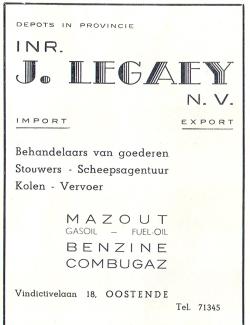 DEPOTS IN PROVINCIE
INR.
J. LEGAEY
N. V.
IMPORT EXPORT
Behandelaars van goederen
Stouwers - Scheepsagentuur
Kolen - Vervoer
MAZOUT
GASOIL — FUEL-OIL
BENZINE
COMBUGAZ
Vindictivelaan 18, OOSTENDE
Tel. 71345